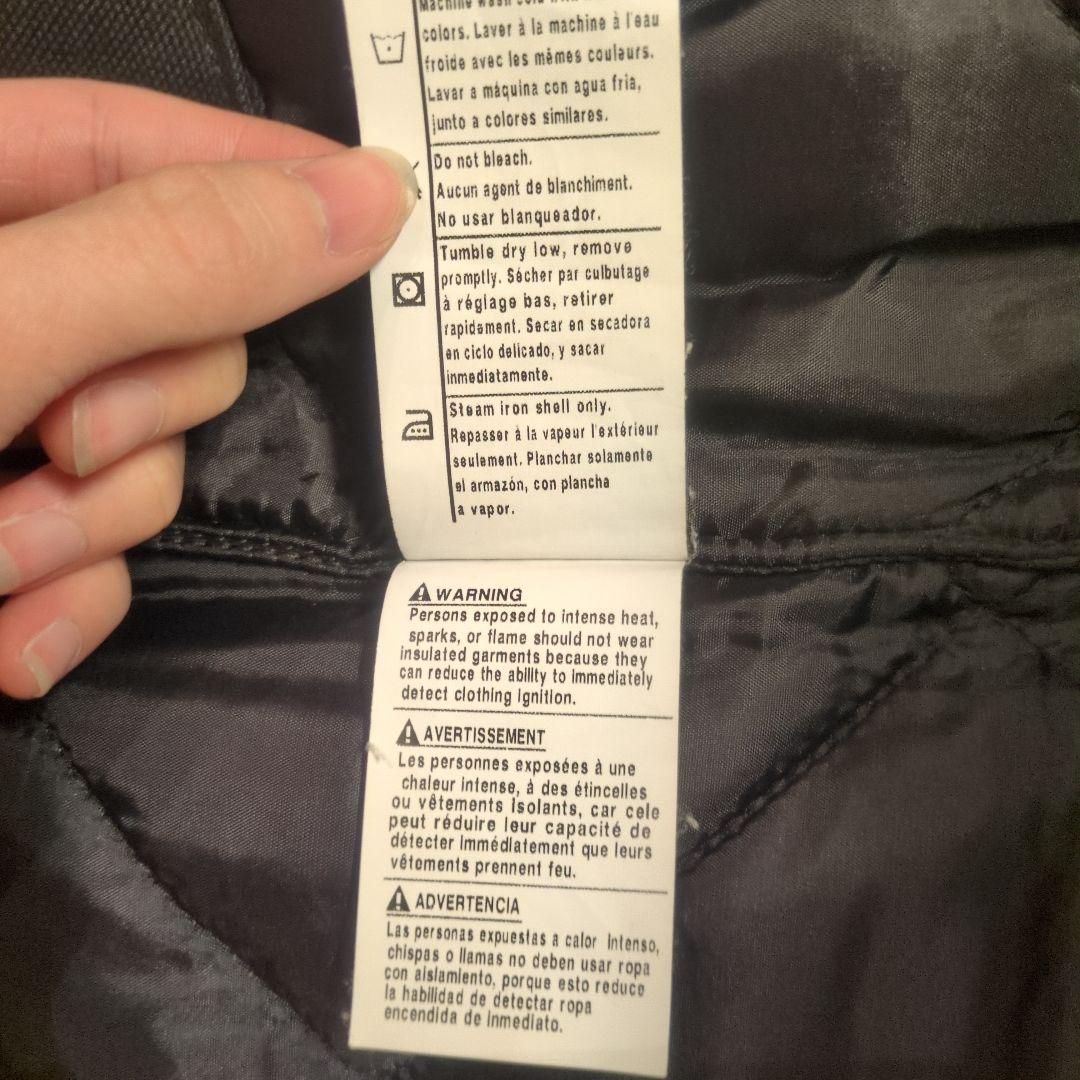 Machine wash cold
colors. Laver à la machine à l'eau
froide avec les mêmes couleurs.
Lavar a máquina con agua fria,
junto a colores similares.
Do not bleach.
Aucun agent de blanchiment.
No usar blanqueador.
Tumble dry low, remove
promptly. Sécher par culbutage
à réglage bas, retirer
rapidement. Secar en secadora
en ciclo delicado, y sacar
inmediatamente.
Steam iron shell only.
Repasser à la vapeur l'extérieur
seulement. Planchar solamente
el armazón, con plancha
a vapor.
WARNING
Persons exposed to intense heat,
sparks, or flame should not wear
insulated garments because they
can reduce the ability to immediately
detect clothing ignition.
AVERTISSEMENT
Les personnes exposées à une
chaleur intense, à des étincelles
ou vêtements isolants, car cele
peut réduire leur capacité de
détecter immédiatement que leurs
vêtements prennent feu.
ADVERTENCIA
Las personas expuestas a calor intenso,
chispas o llamas no deben usar ropa
con aislamiento, porque esto reduce
la habilidad de detectar ropa
encendida de inmediato.